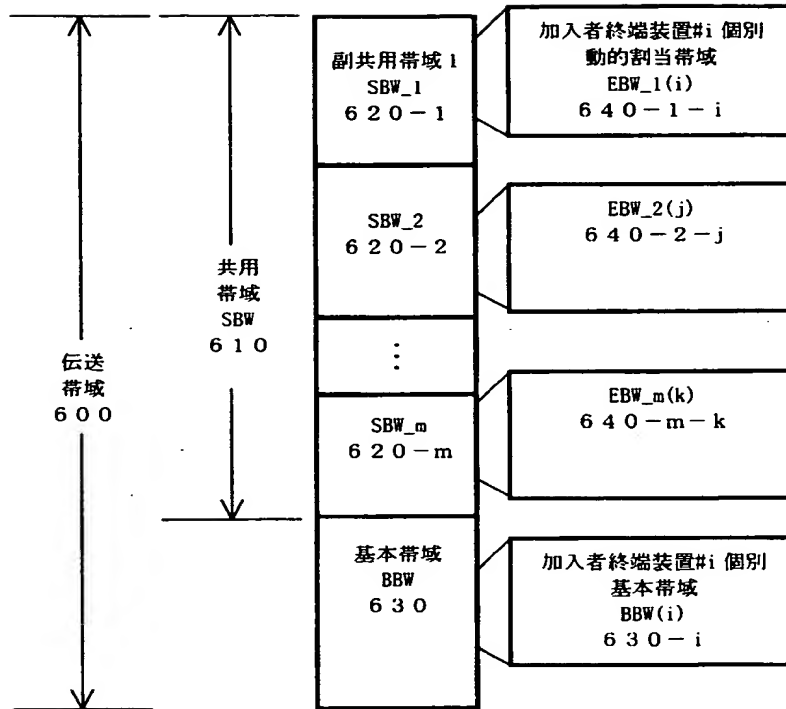 伝送
帯域
６００
共用
帯域
SBW
６１０
副共用帯域 1
SBW_1
６２０－１
SBW_2
６２０－２
⋮
SBW_m
６２０－m
基本帯域
BBW
６３０
加入者終端装置#i 個別
動的割当帯域
EBW_1(i)
６４０－１－i
EBW_2(j)
６４０－２－j
EBW_m(k)
６４０－m－k
加入者終端装置#i 個別
基本帯域
BBW(i)
６３０－i